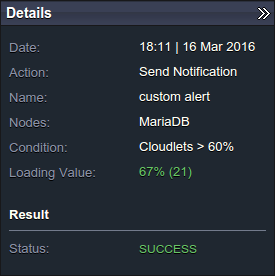 Details
Date: 18:11 | 16 Mar 2016
Action: Send Notification
Name: custom alert
Nodes: MariaDB
Condition: Cloudlets > 60%
Loading Value: 67% (21)
Result
Status: SUCCESS